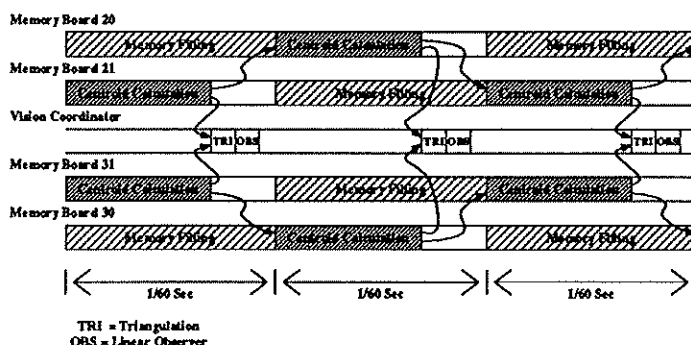 Memory Board 20
Memory Filling Centroid Calculation Memory Filling
Memory Board 21
Centroid Calculation Memory Filling Centroid Calculation
Vision Coordinator
TRI OBS TRI OBS TRI OBS
Memory Board 31
Centroid Calculation Memory Filling Centroid Calculation
Memory Board 30
Memory Filling Centroid Calculation Memory Filling
1/60 Sec 1/60 Sec 1/60 Sec
TRI = Triangulation
OBS = Linear Observer